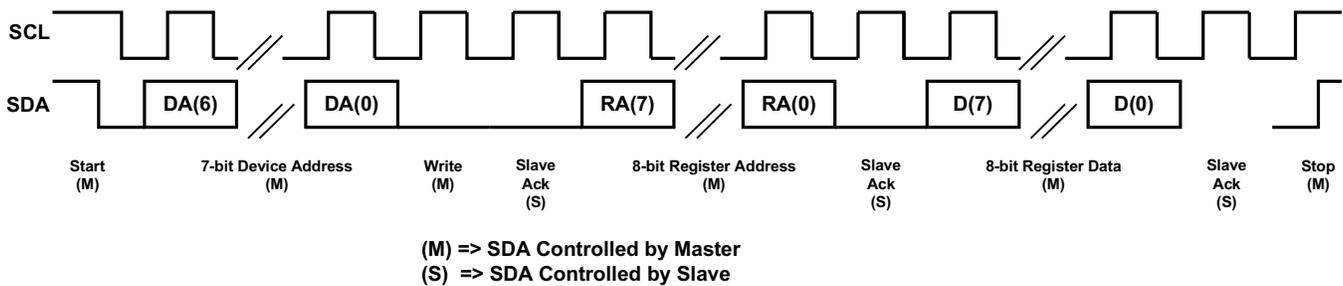 SCL
SDA
DA(6)
DA(0)
RA(7)
RA(0)
D(7)
D(0)
Start
(M)
7-bit Device Address
(M)
Write
(M)
Slave
Ack
(S)
8-bit Register Address
(M)
Slave
Ack
(S)
8-bit Register Data
(M)
Slave
Ack
(S)
Stop
(M)
(M) => SDA Controlled by Master
(S) => SDA Controlled by Slave